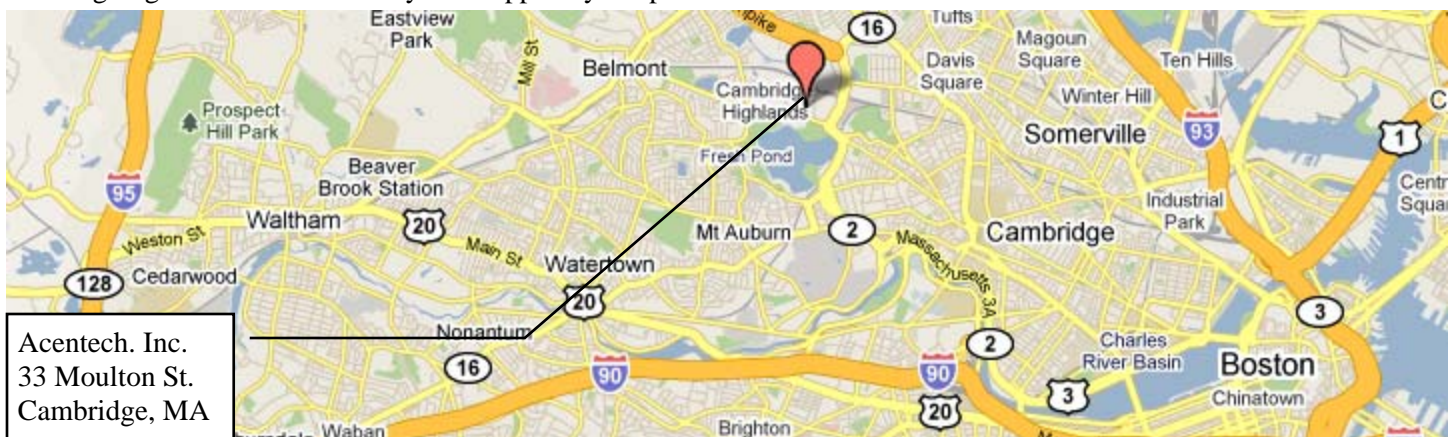 Eastview
Park
Mill St
Belmont
16
Tufts
Magoun
Square
Ten Hills
Davis
Square
Cambridge
Highlands
Winter Hill
Prospect
Hill Park
Somerville
93
1
Fresh Pond
Beaver
Brook Station
95
Industrial
Park
Waltham
20
Mt Auburn
2
Cambridge
Weston St
Main St
Massachusetts
3A
Watertown
128
Cedarwood
20
3
Nonantum
Acentech. Inc.
33 Moulton St.
Cambridge, MA
16
90
90
2
Charles
River Basin
Boston
3
Chinatown
20
Waban
Brighton